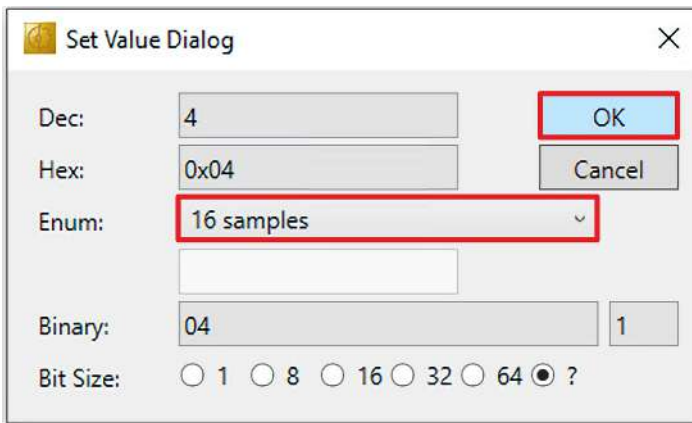 Set Value Dialog
Dec: 4 OK
Hex: 0x04 Cancel
Enum: 16 samples
Binary: 04 1
Bit Size: 1 8 16 32 64 ?